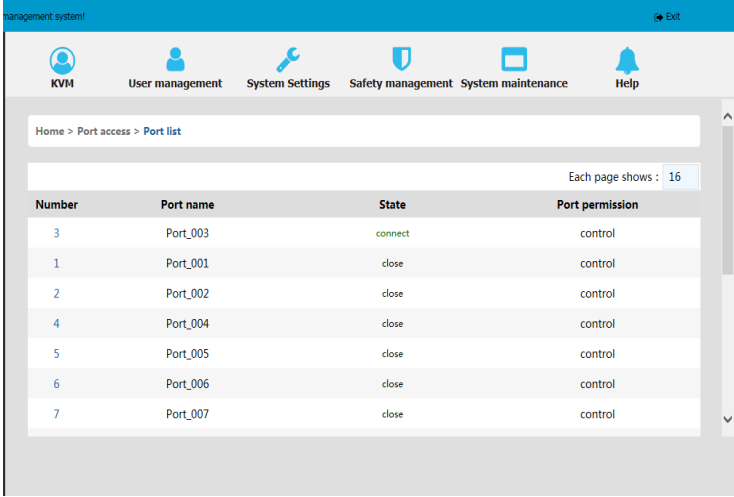 management system! Exit
KVM User management System Settings Safety management System maintenance Help
Home > Port access > Port list
Each page shows : 16
Number Port name State Port permission
3 Port_003 connect control
1 Port_001 close control
2 Port_002 close control
4 Port_004 close control
5 Port_005 close control
6 Port_006 close control
7 Port_007 close control